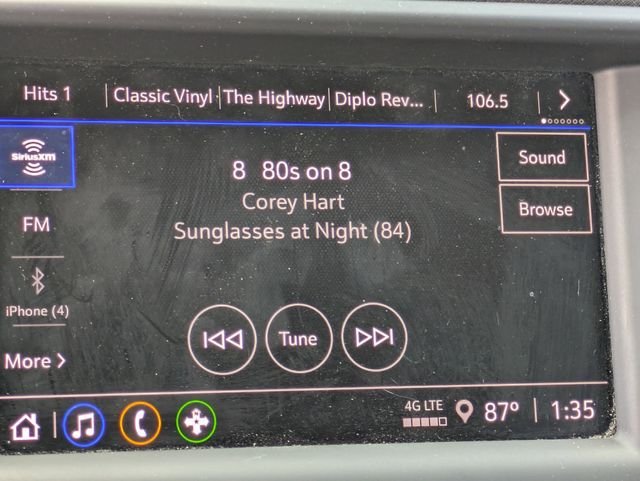 Hits 1 Classic Vinyl The Highway Diplo Rev... 106.5
SiriusXM
8 80s on 8
Sound
Corey Hart
Browse
FM
Sunglasses at Night (84)
iPhone (4)
Tune
More
4G LTE
87° 1:35